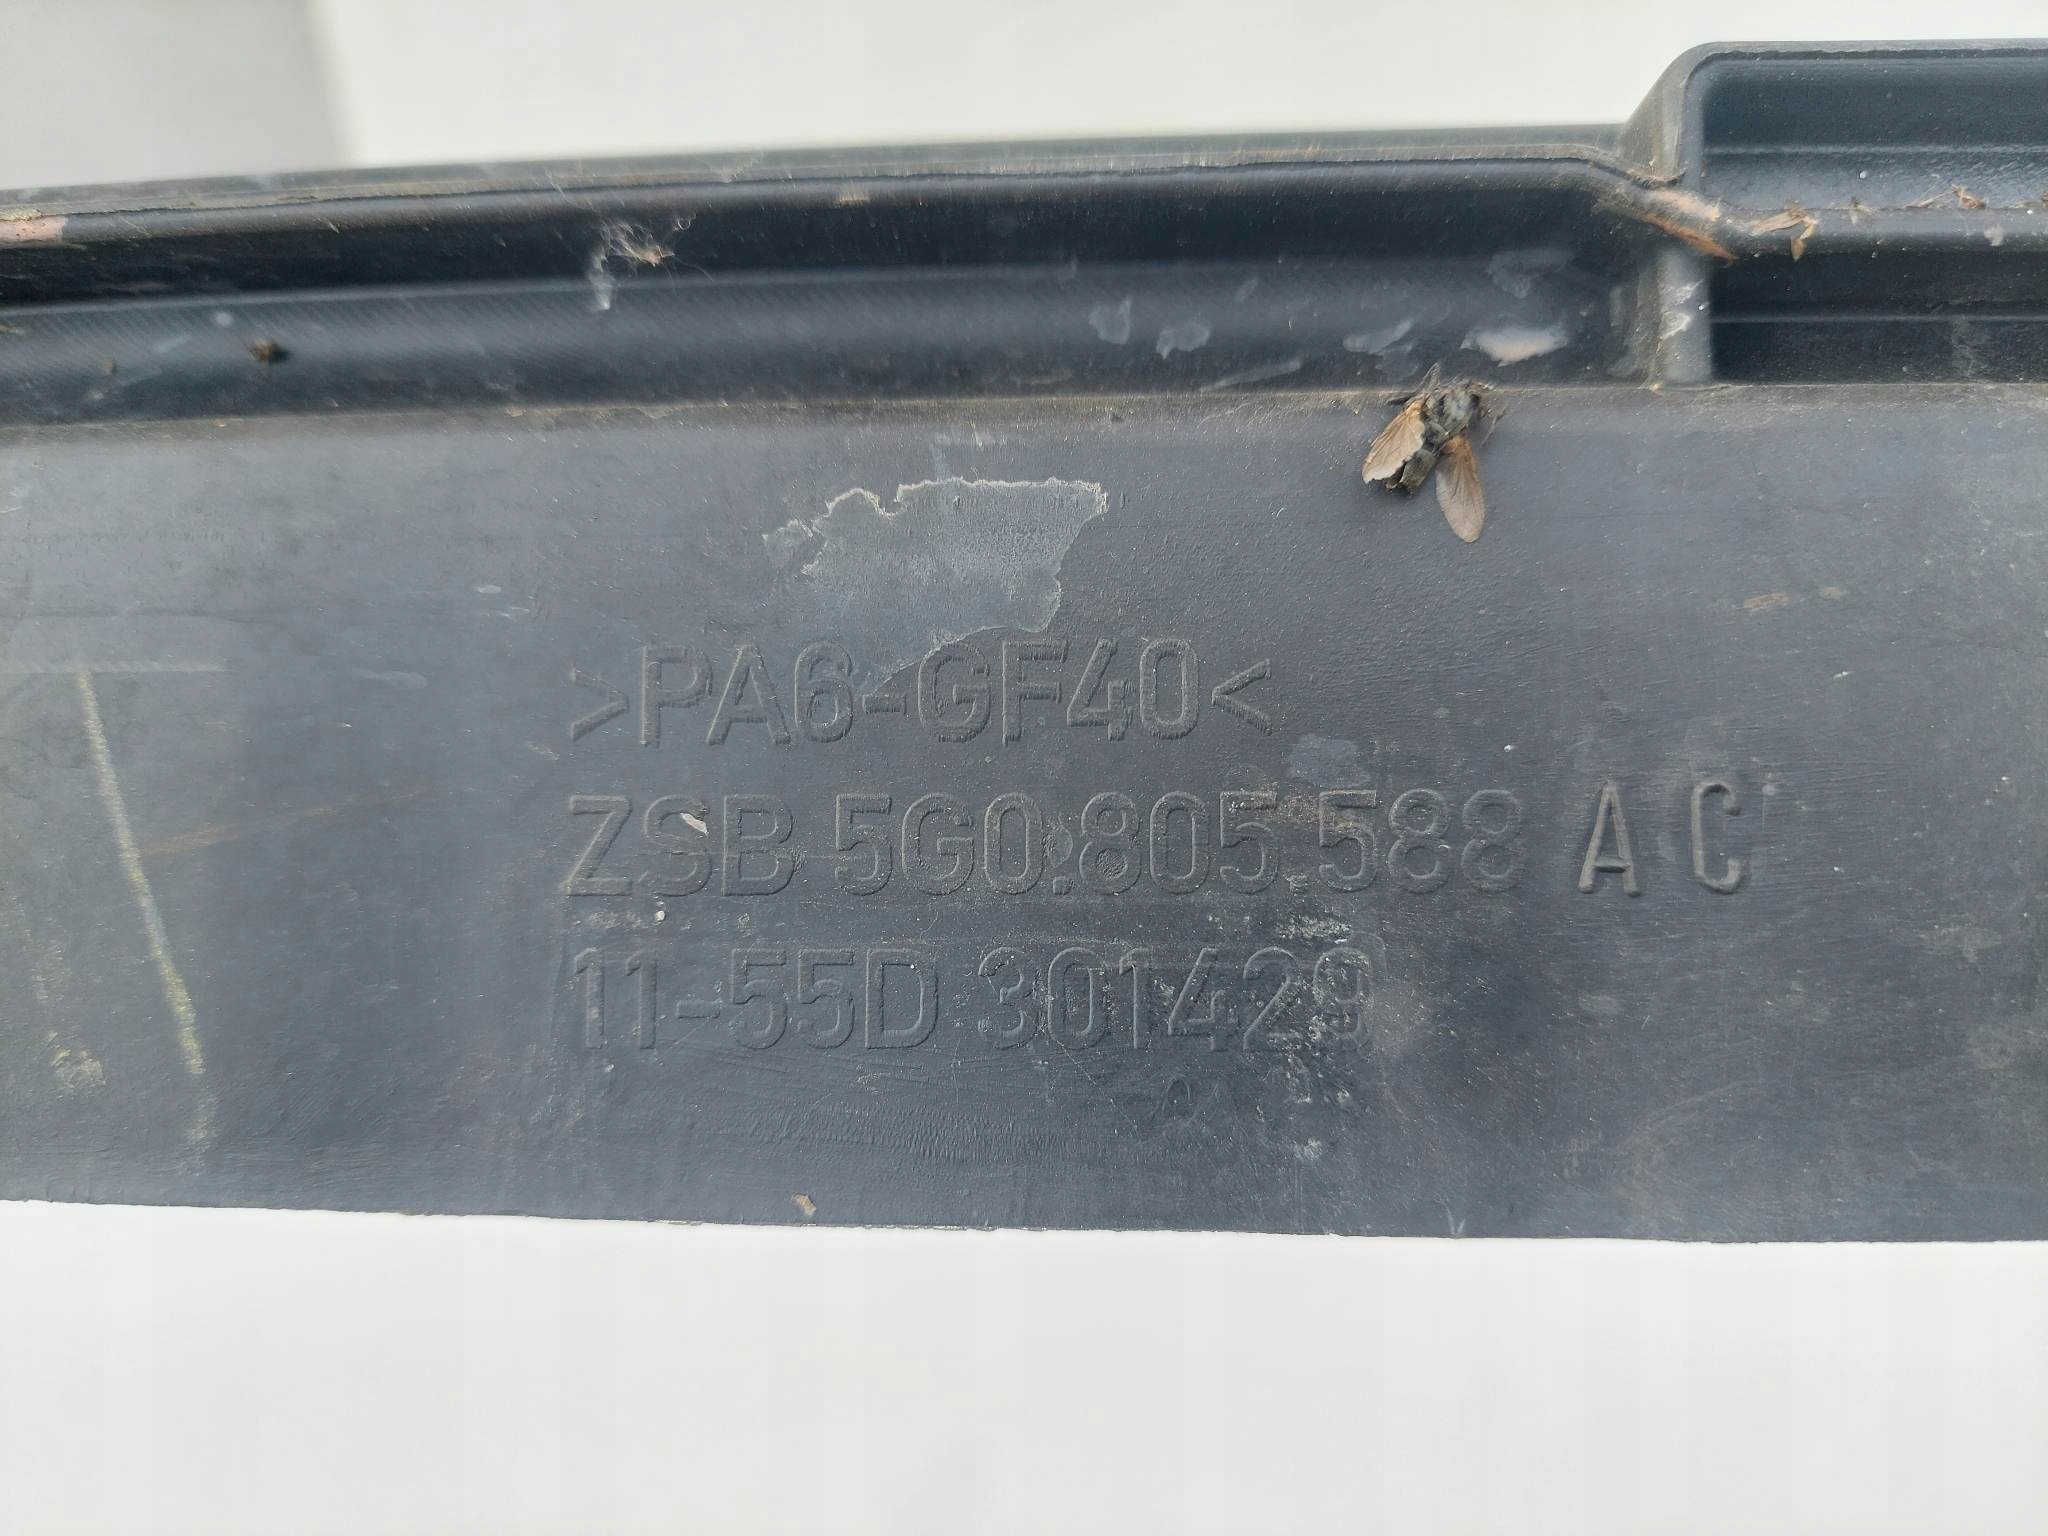 >PA6-GF40<
ZSB 5G0.805.588 A C
11-55D 301429